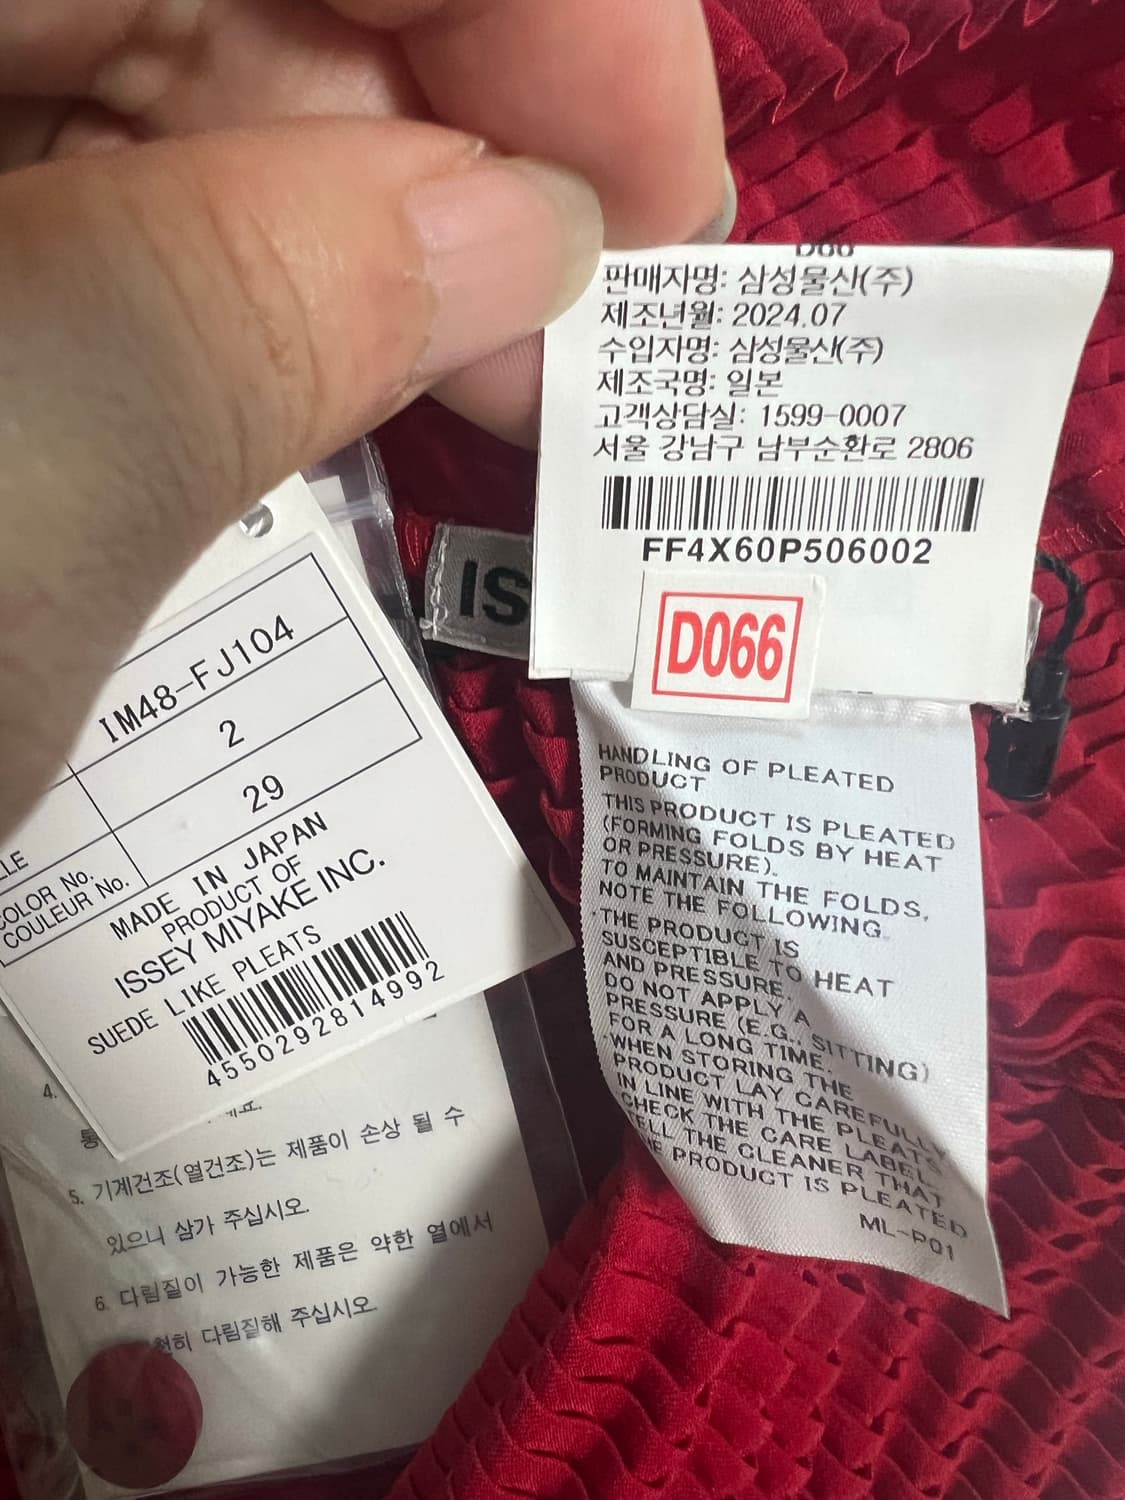 D66
판매자명: 삼성물산(주)
제조년월: 2024.07
수입자명: 삼성물산(주)
제조국명: 일본
고객상담실: 1599-0007
서울 강남구 남부순환로 2806
FF4X60P506002
D066
IS
HANDLING OF PLEATED
PRODUCT
THIS PRODUCT IS PLEATED
(FORMING FOLDS BY HEAT
OR PRESSURE).
TO MAINTAIN THE FOLDS,
NOTE THE FOLLOWING.
·THE PRODUCT IS
SUSCEPTIBLE TO HEAT
AND PRESSURE.
DO NOT APPLY A
PRESSURE (E.G., SITTING)
FOR A LONG TIME.
·WHEN STORING THE
PRODUCT LAY CAREFULLY
IN LINE WITH THE PLEATS
CHECK THE CARE LABEL.
TELL THE CLEANER THAT
THE PRODUCT IS PLEATED
ML-P01
IM48-FJ104
2
29
LLE
COLOR No.
COULEUR No.
MADE IN JAPAN
PRODUCT OF
ISSEY MIYAKE INC.
SUEDE LIKE PLEATS
4550292814992
4.
통
5. 기계건조(열건조)는 제품이 손상 될 수
있으니 삼가 주십시오.
6. 다림질이 가능한 제품은 약한 열에서
천천히 다림질해 주십시오.